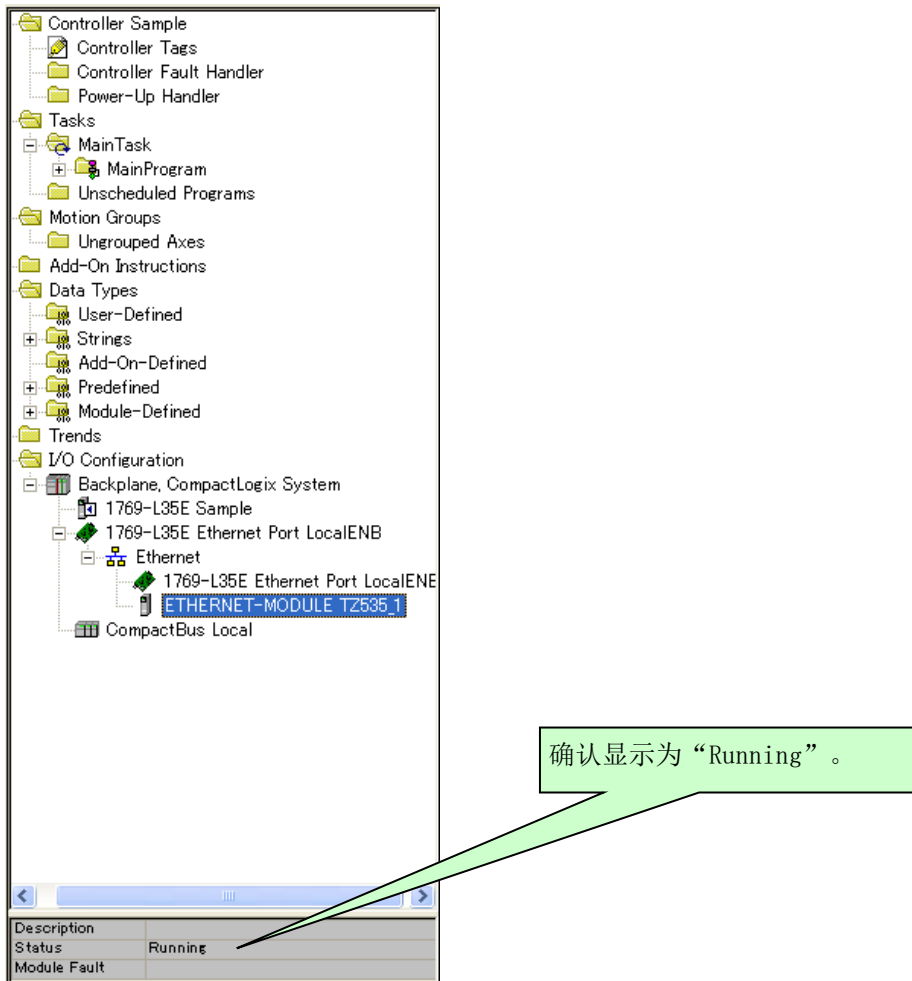 Controller Sample
Controller Tags
Controller Fault Handler
Power-Up Handler
Tasks
MainTask
MainProgram
Unscheduled Programs
Motion Groups
Ungrouped Axes
Add-On Instructions
Data Types
User-Defined
Strings
Add-On-Defined
Predefined
Module-Defined
Trends
I/O Configuration
Backplane, CompactLogix System
1769-L35E Sample
1769-L35E Ethernet Port LocalENB
Ethernet
1769-L35E Ethernet Port LocalENE
ETHERNET-MODULE TZ535_1
CompactBus Local
确认显示为“Running”。
Description
Status Running
Module Fault